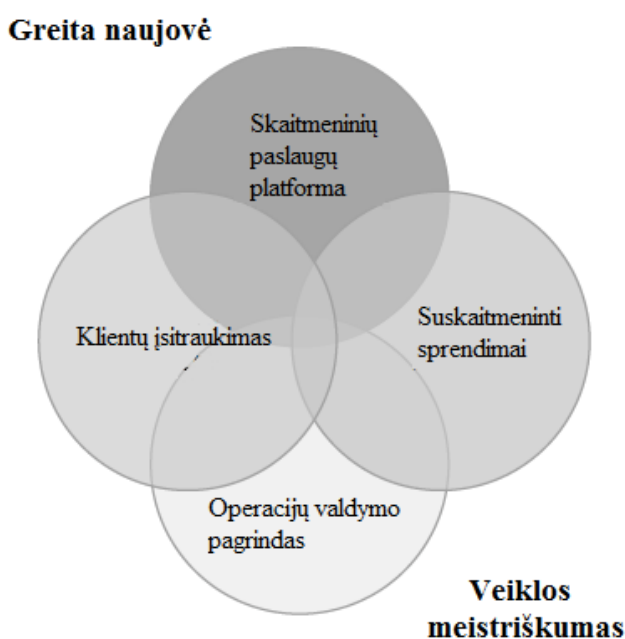 Greita naujovė
Skaitmeninių
paslaugų
platforma
Klientų įsitraukimas
Suskaitmeninti
sprendimai
Operacijų valdymo
pagrindas
Veiklos
meistriškumas